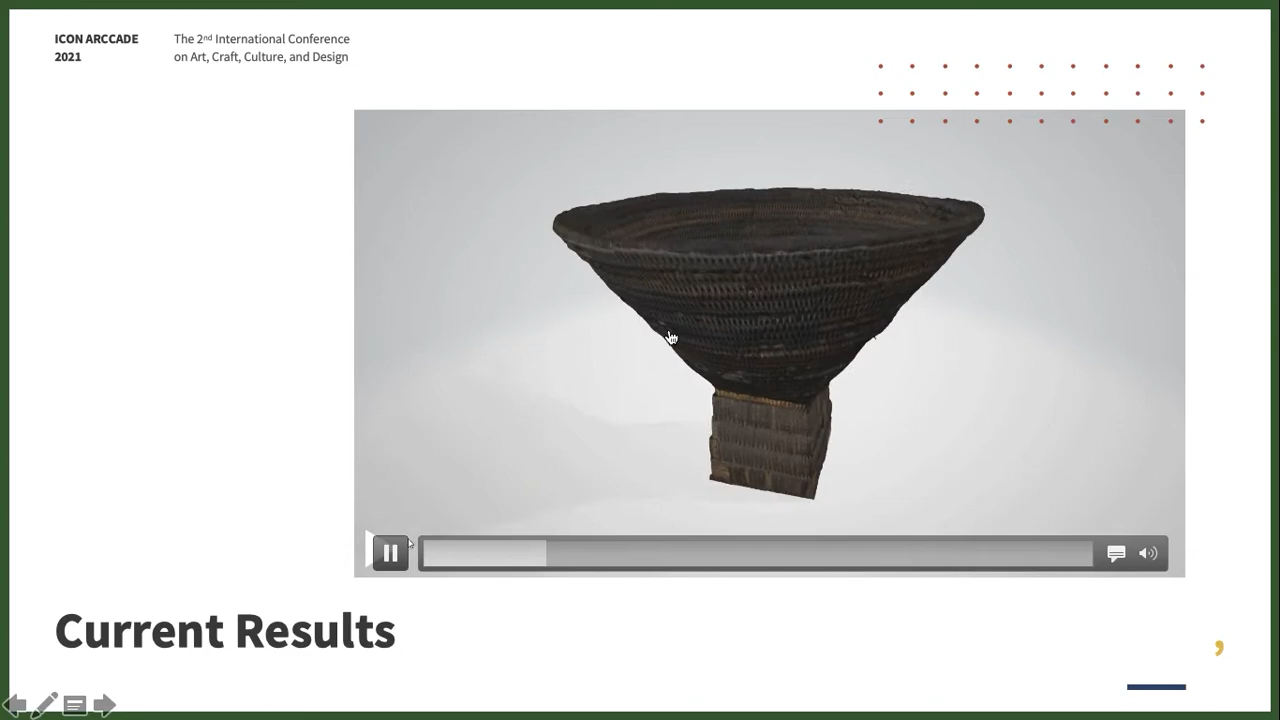 ICON ARCCADE
2021
The 2nd International Conference
on Art, Craft, Culture, and Design
Current Results
,